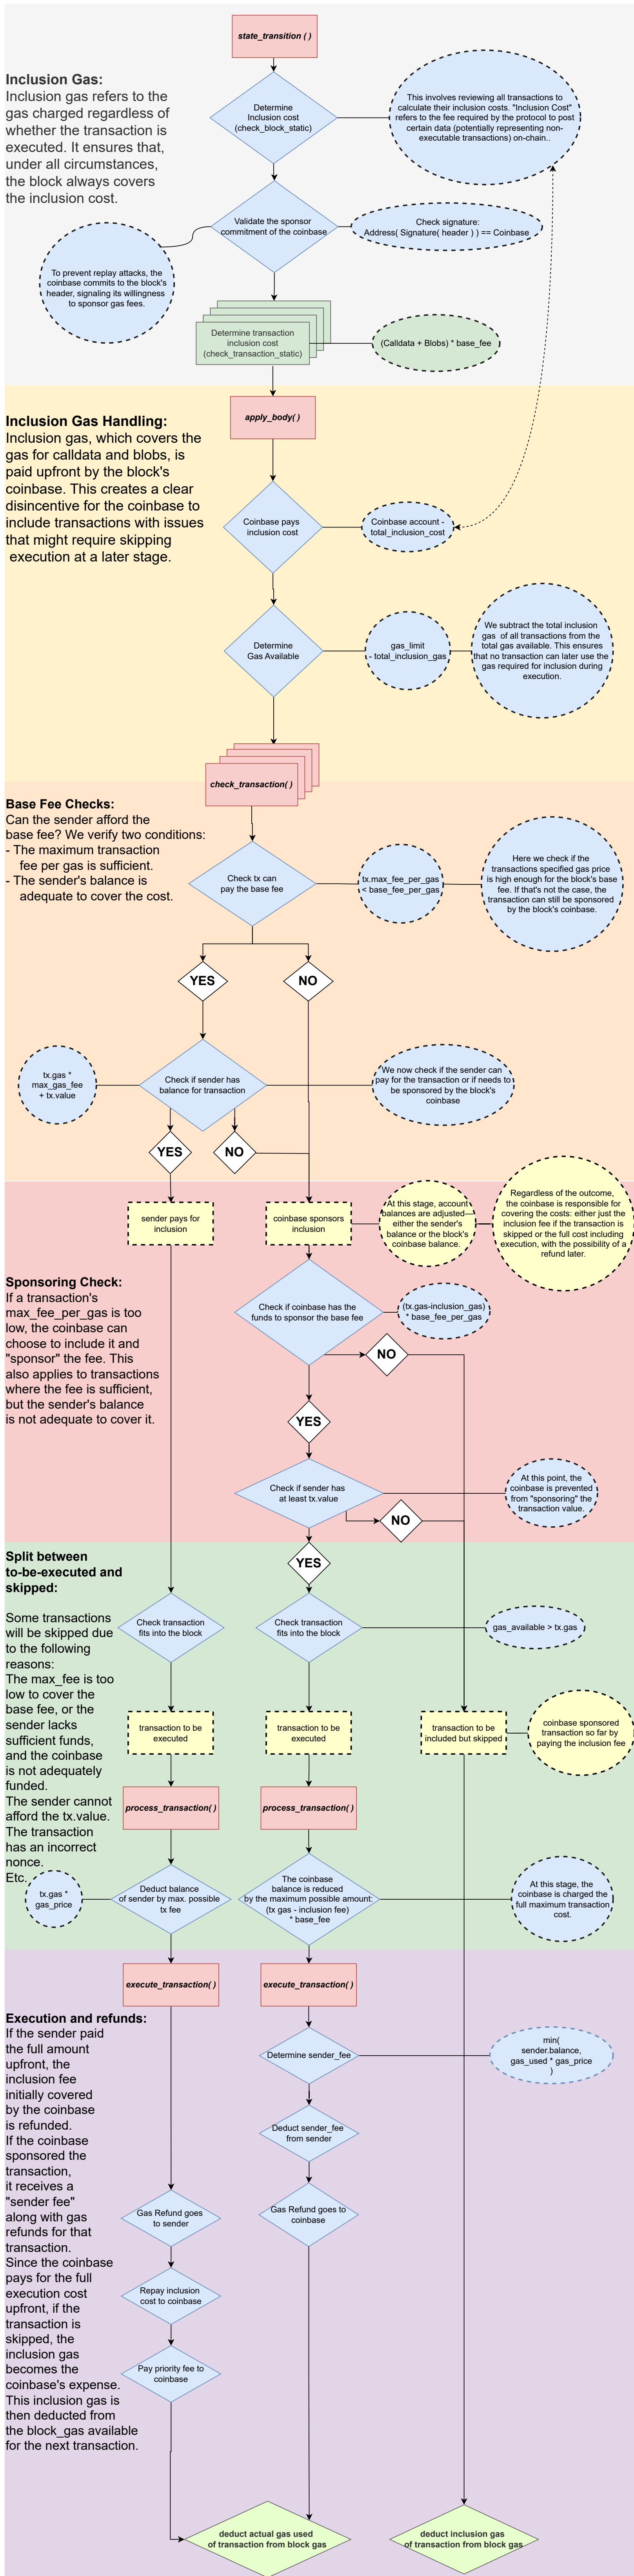 state_transition ( )
Inclusion Gas:
Inclusion gas refers to the
gas charged regardless of
whether the transaction is
executed. It ensures that,
under all circumstances,
the block always covers
the inclusion cost.
Determine
Inclusion cost
(check_block_static)
This involves reviewing all transactions to
calculate their inclusion costs. "Inclusion Cost"
refers to the fee required by the protocol to post
certain data (potentially representing non-
executable transactions) on-chain..
Validate the sponsor
commitment of the coinbase
Check signature:
Address( Signature( header ) ) == Coinbase
To prevent replay attacks, the
coinbase commits to the block's
header, signaling its willingness
to sponsor gas fees.
Determine transaction
inclusion cost
(check_transaction_static)
(Calldata + Blobs) * base_fee
Inclusion Gas Handling:
Inclusion gas, which covers the
gas for calldata and blobs, is
paid upfront by the block's
coinbase. This creates a clear
disincentive for the coinbase to
include transactions with issues
that might require skipping
execution at a later stage.
apply_body( )
Coinbase pays
inclusion cost
Coinbase account -
total_inclusion_cost
Determine
Gas Available
gas_limit
- total_inclusion_gas
We subtract the total inclusion
gas of all transactions from the
total gas available. This ensures
that no transaction can later use the
gas required for inclusion during
execution.
check_transaction( )
Base Fee Checks:
Can the sender afford the
base fee? We verify two conditions:
- The maximum transaction
fee per gas is sufficient.
- The sender's balance is
adequate to cover the cost.
Check tx can
pay the base fee
tx.max_fee_per_gas
< base_fee_per_gas
Here we check if the
transactions specified gas price
is high enough for the block's base
fee. If that's not the case, the
transaction can still be sponsored
by the block's coinbase.
YES
NO
tx.gas *
max_gas_fee
+ tx.value
Check if sender has
balance for transaction
We now check if the sender can
pay for the transaction or if needs to
be sponsored by the block's
coinbase
YES
NO
sender pays for
inclusion
coinbase sponsors
inclusion
At this stage, account
balances are adjusted—
either the sender's
balance or the block's
coinbase balance.
Regardless of the outcome,
the coinbase is responsible for
covering the costs: either just the
inclusion fee if the transaction is
skipped or the full cost including
execution, with the possibility of a
refund later.
Sponsoring Check:
If a transaction's
max_fee_per_gas is too
low, the coinbase can
choose to include it and
"sponsor" the fee. This
also applies to transactions
where the fee is sufficient,
but the sender's balance
is not adequate to cover it.
Check if coinbase has the
funds to sponsor the base fee
(tx.gas-inclusion_gas)
* base_fee_per_gas
NO
YES
Check if sender has
at least tx.value
At this point, the
coinbase is prevented
from "sponsoring" the
transaction value.
NO
YES
Split between
to-be-executed and
skipped:
Some transactions
will be skipped due
to the following
reasons:
The max_fee is too
low to cover the
base fee, or the
sender lacks
sufficient funds,
and the coinbase
is not adequately
funded.
The sender cannot
afford the tx.value.
The transaction
has an incorrect
nonce.
Etc.
Check transaction
fits into the block
Check transaction
fits into the block
gas_available > tx.gas
transaction to be
executed
transaction to be
executed
transaction to be
included but skipped
coinbase sponsored
transaction so far by
paying the inclusion fee
process_transaction( )
process_transaction( )
tx.gas *
gas_price
Deduct balance
of sender by max. possible
tx fee
The coinbase
balance is reduced
by the maximum possible amount:
(tx gas - inclusion fee)
* base_fee
At this stage, the
coinbase is charged the
full maximum transaction
cost.
execute_transaction( )
execute_transaction( )
Execution and refunds:
If the sender paid
the full amount
upfront, the
inclusion fee
initially covered
by the coinbase
is refunded.
If the coinbase
sponsored the
transaction,
it receives a
"sender fee"
along with gas
refunds for that
transaction.
Since the coinbase
pays for the full
execution cost
upfront, if the
transaction is
skipped, the
inclusion gas
becomes the
coinbase's expense.
This inclusion gas is
then deducted from
the block_gas available
for the next transaction.
Determine sender_fee
min(
sender.balance,
gas_used * gas_price
)
Deduct sender_fee
from sender
Gas Refund goes
to sender
Gas Refund goes to
coinbase
Repay inclusion
cost to coinbase
Pay priority fee to
coinbase
deduct actual gas used
of transaction from block gas
deduct inclusion gas
of transaction from block gas